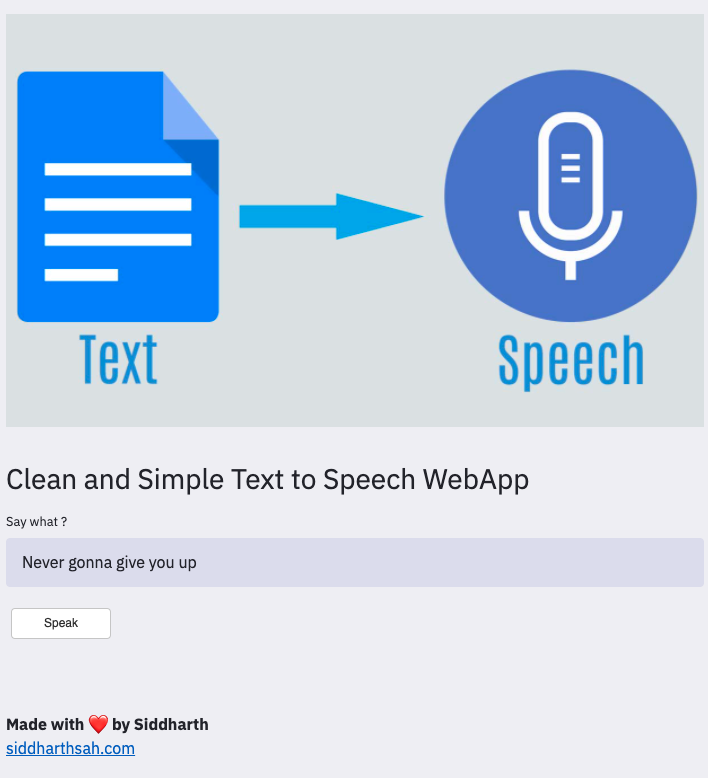 Text
Speech
Clean and Simple Text to Speech WebApp
Say what ?
Never gonna give you up
Speak
Made with ❤️ by Siddharth
siddharthsah.com